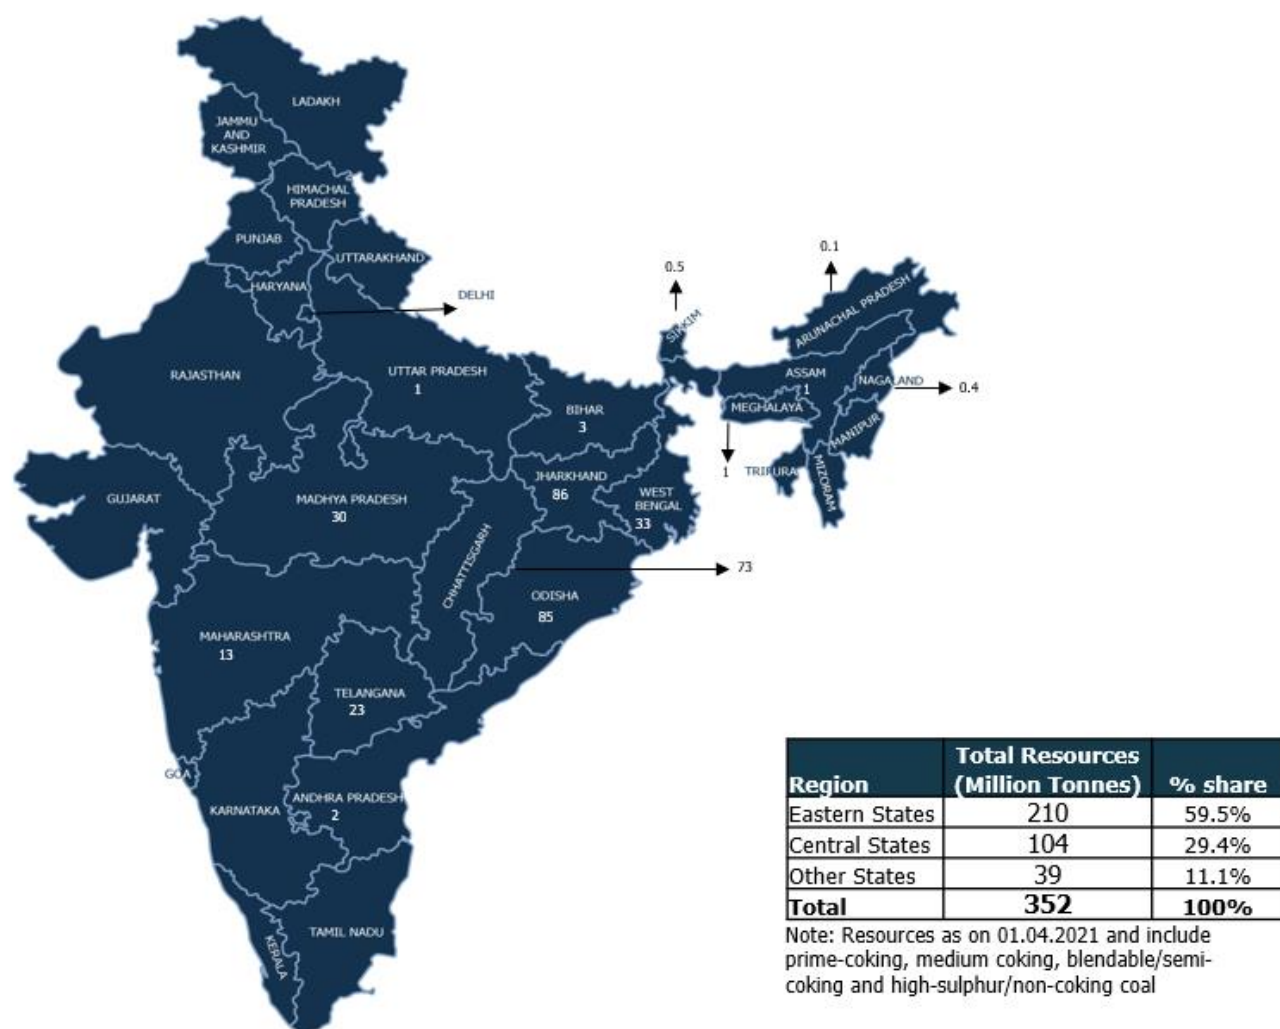 LADAKH
JAMMU
AND
KASHMIR
HIMACHAL
PRADESH
PUNJAB
UTTARAKHAND
HARYANA
DELHI
0.5
0.1
SIKKIM
ARUNACHAL PRADESH
RAJASTHAN
UTTAR PRADESH
1
ASSAM
1
NAGALAND
0.4
BIHAR
3
MEGHALAYA
1
MANIPUR
TRIPURA
MIZORAM
GUJARAT
MADHYA PRADESH
30
JHARKHAND
86
WEST
BENGAL
33
CHHATTISGARH
73
ODISHA
85
MAHARASHTRA
13
TELANGANA
23
GOA
KARNATAKA
ANDHRA PRADESH
2
KERALA
TAMIL NADU
Region Total Resources (Million Tonnes) % share
Eastern States 210 59.5%
Central States 104 29.4%
Other States 39 11.1%
Total 352 100%
Note: Resources as on 01.04.2021 and include
prime-coking, medium coking, blendable/semi-
coking and high-sulphur/non-coking coal